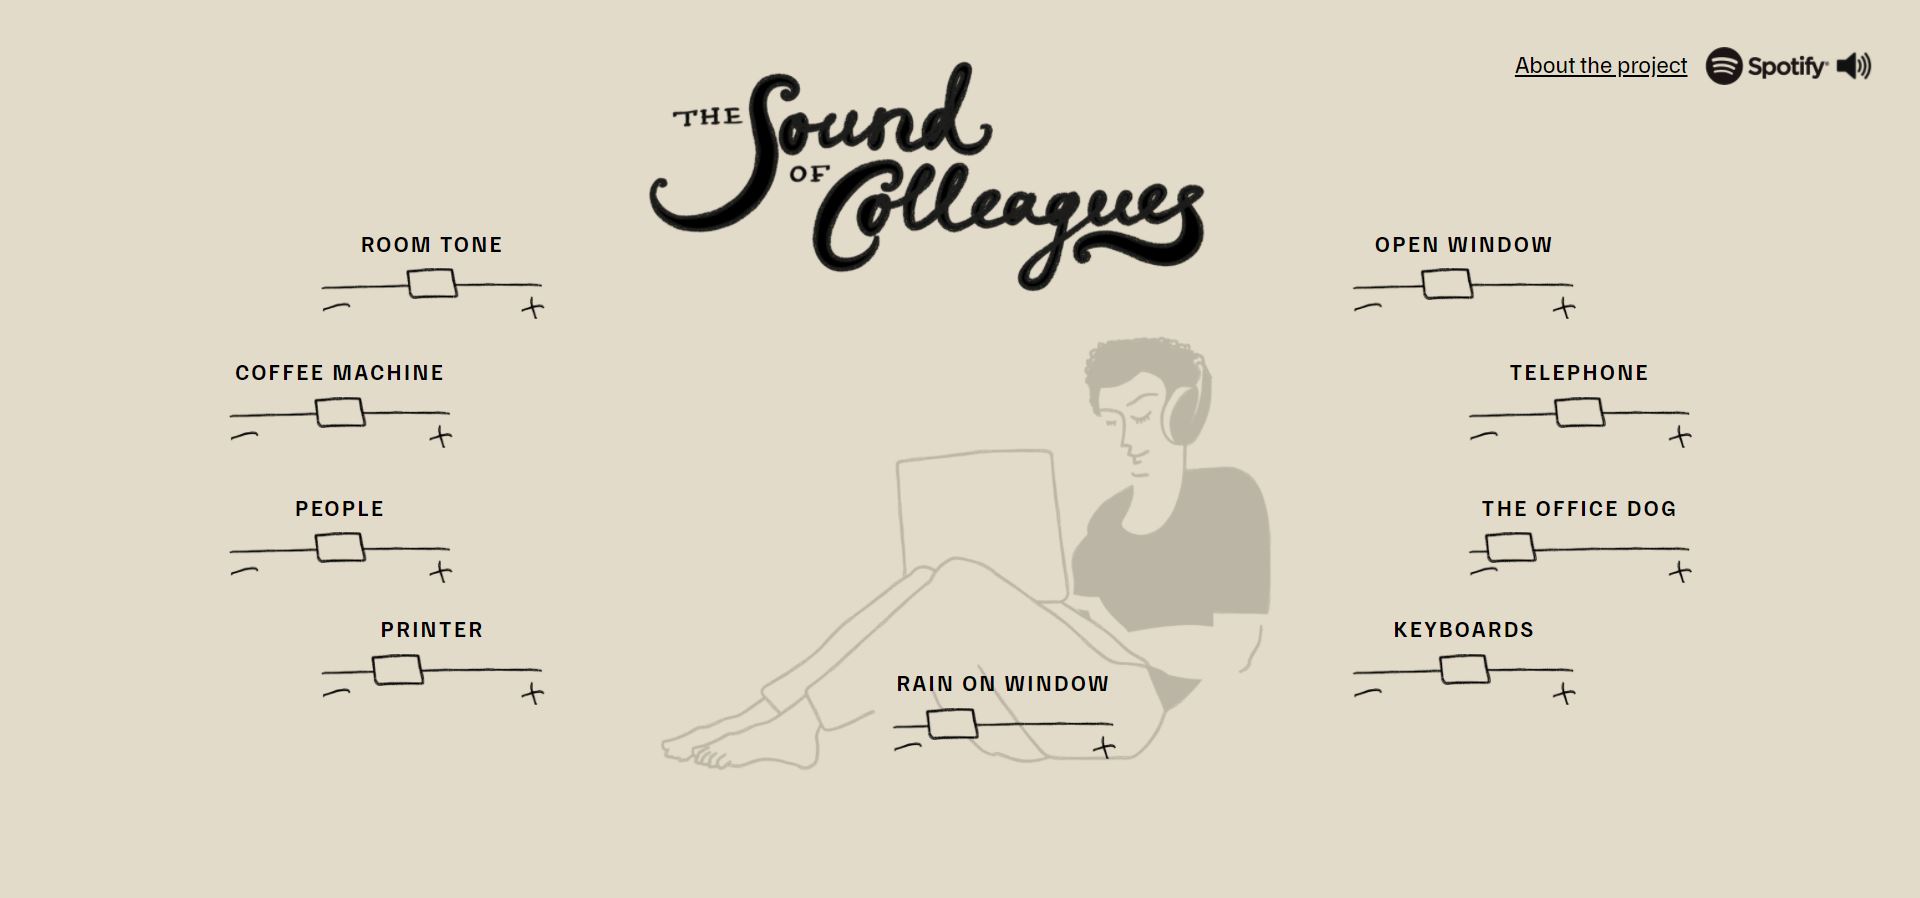 About the project Spotify®
THE Sound
OF Colleagues
ROOM TONE
OPEN WINDOW
COFFEE MACHINE
TELEPHONE
PEOPLE
THE OFFICE DOG
PRINTER
KEYBOARDS
RAIN ON WINDOW